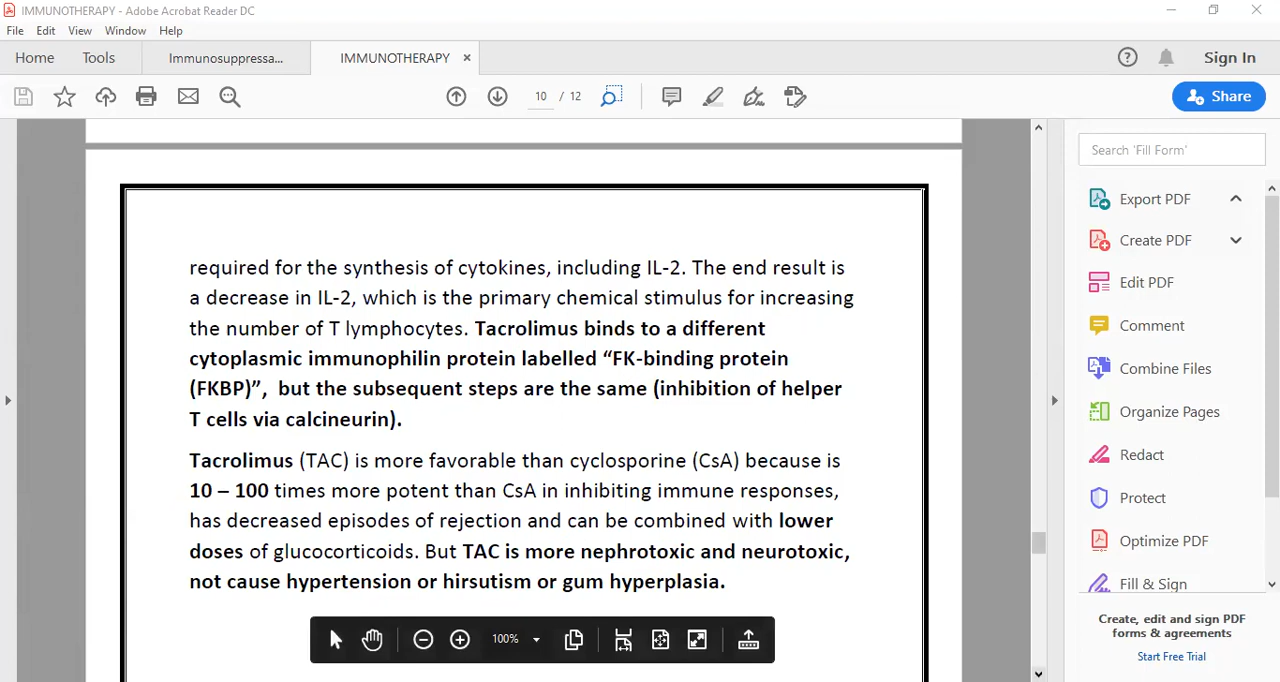 IMMUNOTHERAPY - Adobe Acrobat Reader DC
File Edit View Window Help
Home Tools Immunosuppressa... IMMUNOTHERAPY × Sign In
10 / 12 Share
Search 'Fill Form'
Export PDF
Create PDF
Edit PDF
Comment
Combine Files
Organize Pages
Redact
Protect
Optimize PDF
Fill & Sign
Create, edit and sign PDF
forms & agreements
Start Free Trial
required for the synthesis of cytokines, including IL-2. The end result is
a decrease in IL-2, which is the primary chemical stimulus for increasing
the number of T lymphocytes. Tacrolimus binds to a different
cytoplasmic immunophilin protein labelled “FK-binding protein
(FKBP)”, but the subsequent steps are the same (inhibition of helper
T cells via calcineurin).
Tacrolimus (TAC) is more favorable than cyclosporine (CsA) because is
10 – 100 times more potent than CsA in inhibiting immune responses,
has decreased episodes of rejection and can be combined with lower
doses of glucocorticoids. But TAC is more nephrotoxic and neurotoxic,
not cause hypertension or hirsutism or gum hyperplasia.
100%